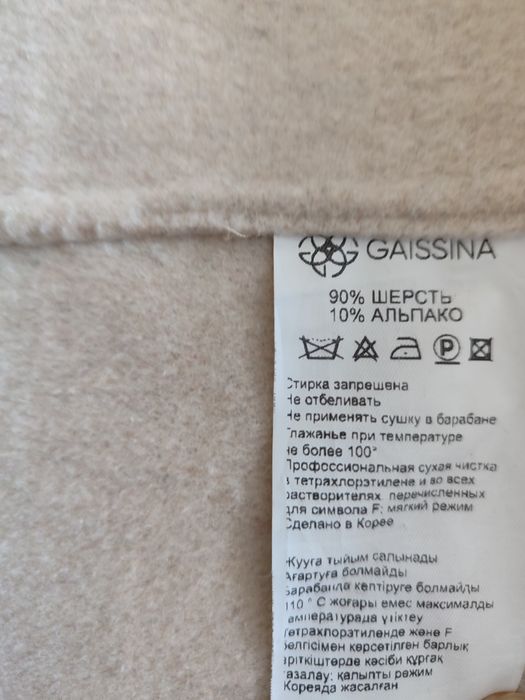 GAISSINA
90% ШЕРСТЬ
10% АЛЬПАКО
P
Стирка запрещена
Не отбеливать
Не применять сушку в барабане
Глажанье при температуре
не более 100°
Профоссиональная сухая чистка
в тетрахлорэтилене и во всех
растворителях, перечисленных
для символа F; мягкий режим
Сделано в Корее
Жууга тыйым салынады
Ағартуға болмайды
Барабанда кептіруге болмайды
110 ° С жоғары емес максималды
температурада үтіктеу
Тетрахлорэтиленде және F
белгісімен көрсетілген барлық
еріткіштерде кәсіби құрғақ
тазалау; қалыпты режим
Кореяда жасалған